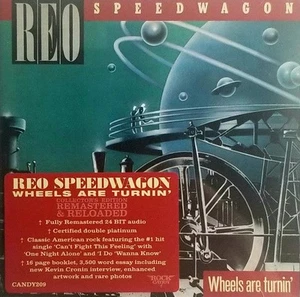 REO SPEEDWAGON
REO SPEEDWAGON
WHEELS ARE TURNIN'
COLLECTOR'S EDITION
REMASTERED
& RELOADED
† Fully Remastered 24 BIT audio
† Certified double platinum
† Classic American rock featuring the #1 hit
single 'Can't Fight This Feeling' with
'One Night Alone' and 'I Do 'Wanna Know'
† 16 page booklet, 3,500 word essay including
new Kevin Cronin interview, enhanced
artwork and rare photos
CANDY209
ROCK
CANDY
Wheels are turnin'